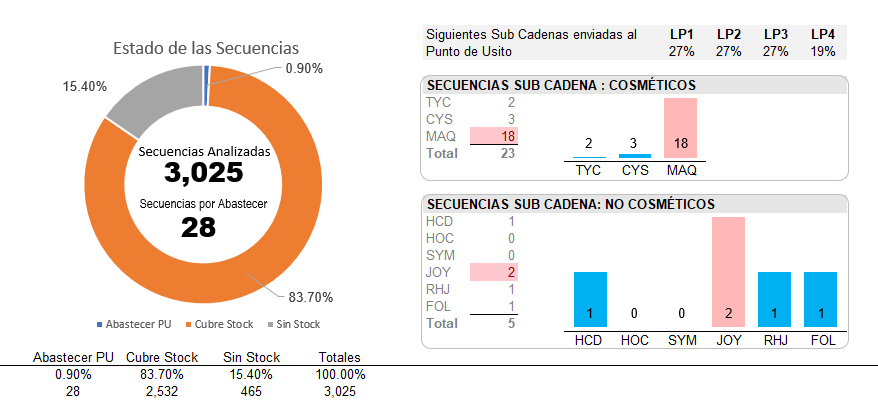 Estado de las Secuencias
0.90%
15.40%
Secuencias Analizadas
3,025
Secuencias por Abastecer
28
83.70%
Abastecer PU Cubre Stock Sin Stock
Abastecer PU Cubre Stock Sin Stock Totales
0.90% 83.70% 15.40% 100.00%
28 2,532 465 3,025
Siguientes Sub Cadenas enviadas al LP1 LP2 LP3 LP4
Punto de Usito 27% 27% 27% 19%
SECUENCIAS SUB CADENA : COSMÉTICOS
TYC 2
CYS 3
MAQ 18
Total 23
2 3 18
TYC CYS MAQ
SECUENCIAS SUB CADENA: NO COSMÉTICOS
HCD 1
HOC 0
SYM 0
JOY 2
RHJ 1
FOL 1
Total 5
1 0 0 2 1 1
HCD HOC SYM JOY RHJ FOL